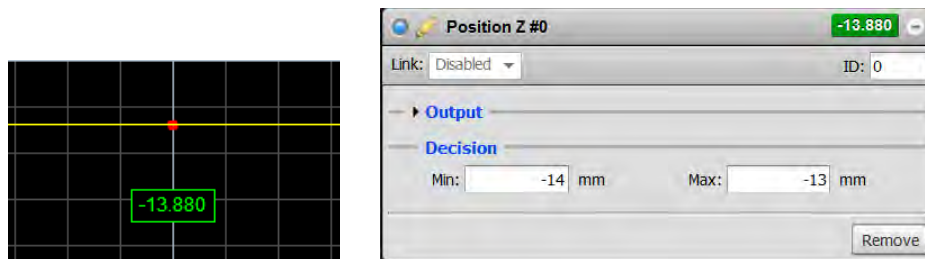 -13.880
Position Z #0 -13.880
Link: Disabled ID: 0
Output
Decision
Min: -14 mm Max: -13 mm
Remove